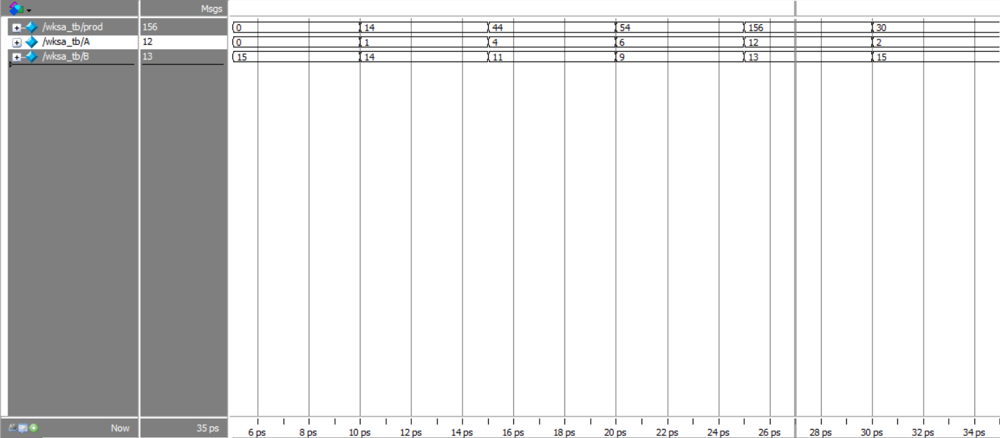 Msgs
/wksa_tb/prod 156 0 14 44 54 156 30
/wksa_tb/A 12 0 1 4 6 12 2
/wksa_tb/B 13 15 14 11 9 13 15
Now 35 ps 6 ps 8 ps 10 ps 12 ps 14 ps 16 ps 18 ps 20 ps 22 ps 24 ps 26 ps 28 ps 30 ps 32 ps 34 ps